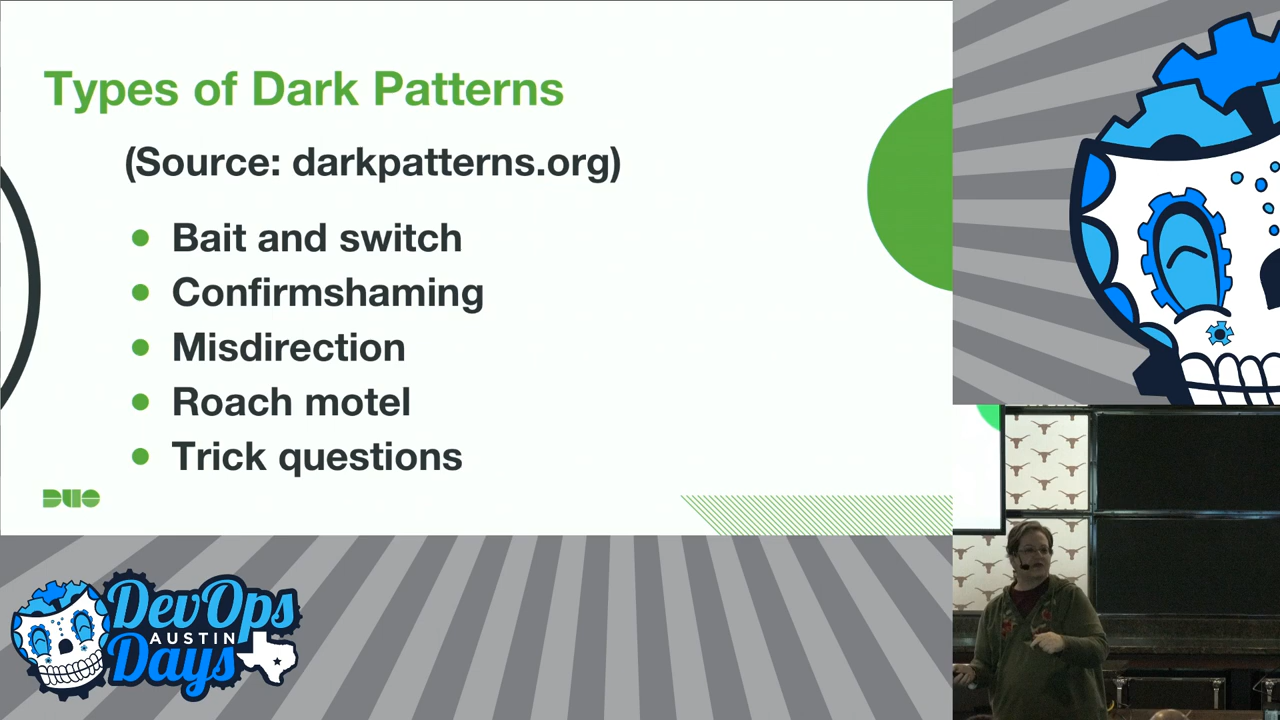 Types of Dark Patterns
(Source: darkpatterns.org)
Bait and switch
Confirmshaming
Misdirection
Roach motel
Trick questions
DUO
DevOps
AUSTIN
Days